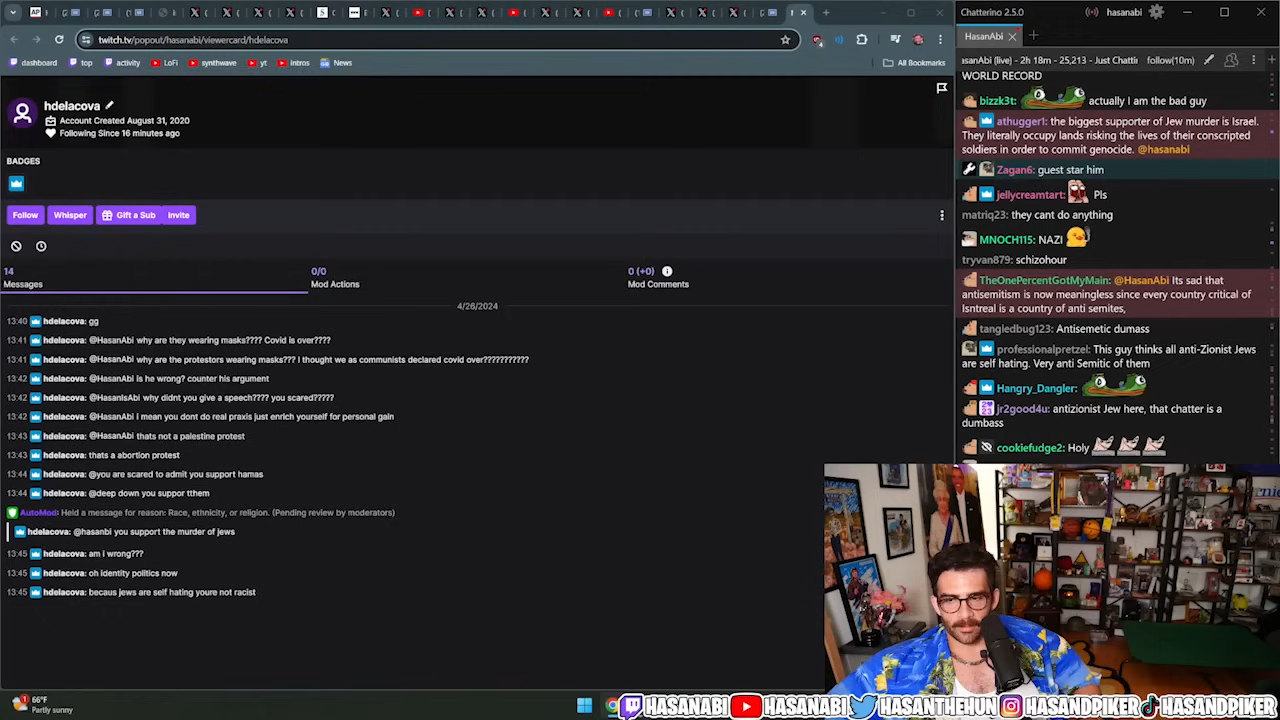 Chatterino 2.5.0
hasanabi
twitch.tv/popout/hasanabi/viewercard/hdelacova
HasanAbi
dashboard
top
activity
LoFi
synthwave
yt
intros
News
All Bookmarks
asanAbi (live) - 2h 18m - 25,213 - Just Chattin
follow(10m)
hdelacova
Account Created August 31, 2020
Following Since 16 minutes ago
BADGES
Follow
Whisper
Gift a Sub
Invite
14
Messages
0/0
Mod Actions
0 (+0)
Mod Comments
4/26/2024
13:40 hdelacova: gg
13:41 hdelacova: @HasanAbi why are they wearing masks???? Covid is over????
13:41 hdelacova: @HasanAbi why are the protestors wearing masks??? I thought we as communists declared covid over???????????
13:42 hdelacova: @HasanAbi is he wrong? counter his argument
13:42 hdelacova: @HasanIsAbi why didnt you give a speech???? you scared?????
13:42 hdelacova: @HasanAbi I mean you dont do real praxis just enrich yourself for personal gain
13:43 hdelacova: @HasanAbi thats not a palestine protest
13:43 hdelacova: thats a abortion protest
13:44 hdelacova: @you are scared to admit you support hamas
13:44 hdelacova: @deep down you suppor tthem
AutoMod: Held a message for reason: Race, ethnicity, or religion. (Pending review by moderators)
hdelacova: @hasanbi you support the murder of jews
13:45 hdelacova: am i wrong???
13:45 hdelacova: oh identity politics now
13:45 hdelacova: becaus jews are self hating youre not racist
WORLD RECORD
bizzk3t: actually I am the bad guy
athugger1: the biggest supporter of Jew murder is Israel.
They literally occupy lands risking the lives of their conscripted
soldiers in order to commit genocide. @hasanabi
Zagan6: guest star him
jellycreamtart: Pls
matriq23: they cant do anything
MNOCH115: NAZI
tryvan879: schizohour
TheOnePercentGotMyMain: @HasanAbi Its sad that
antisemitism is now meaningless since every country critical of
Isntreal is a country of anti semites,
tangledbug123: Antisemetic dumass
professionalpretzel: This guy thinks all anti-Zionist Jews
are self hating. Very anti Semitic of them
Hangry_Dangler:
jr2good4u: antizionist Jew here, that chatter is a
dumbass
cookiefudge2: Holy
66°F
Partly sunny
HASANABI
HASANABI
HASANTHEHUN
HASANDPIKER
HASANDPIKER